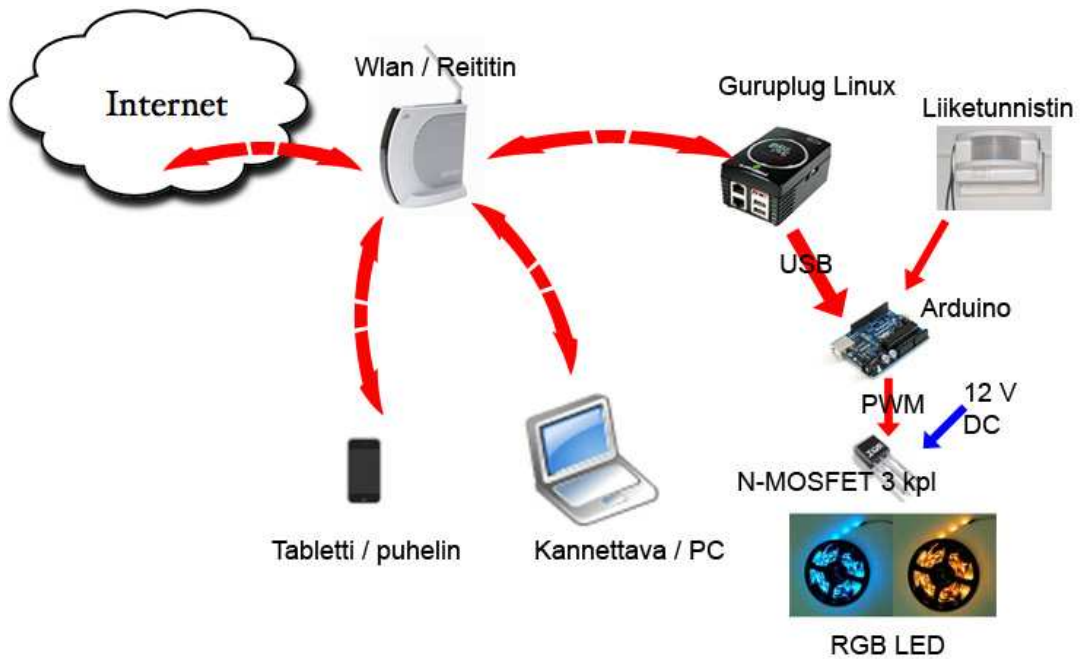 Internet
Wlan / Reititin
Guruplug Linux
Liiketunnistin
USB
Arduino
PWM
12 V
DC
N-MOSFET 3 kpl
Tabletti / puhelin
Kannettava / PC
RGB LED